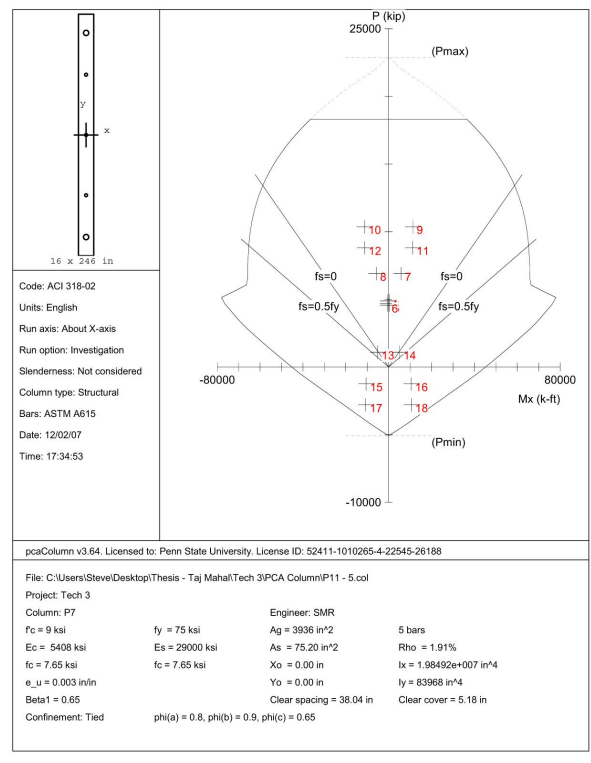 y
x
16 x 246 in
Code: ACI 318-02
Units: English
Run axis: About X-axis
Run option: Investigation
Slenderness: Not considered
Column type: Structural
Bars: ASTM A615
Date: 12/02/07
Time: 17:34:53
P (kip)
25000
(Pmax)
10 9
12 11
8 7
fs=0 fs=0
fs=0.5fy 6 fs=0.5fy
13 14
-80000 80000
15 16
Mx (k-ft)
17 18
(Pmin)
-10000
pcaColumn v3.64. Licensed to: Penn State University. License ID: 52411-1010265-4-22545-26188
File: C:\Users\Steve\Desktop\Thesis - Taj Mahal\Tech 3\PCA Column\P11 - 5.col
Project: Tech 3
Column: P7 Engineer: SMR
f'c = 9 ksi fy = 75 ksi Ag = 3936 in^2 5 bars
Ec = 5408 ksi Es = 29000 ksi As = 75.20 in^2 Rho = 1.91%
fc = 7.65 ksi fc = 7.65 ksi Xo = 0.00 in Ix = 1.98492e+007 in^4
e_u = 0.003 in/in Yo = 0.00 in Iy = 83968 in^4
Beta1 = 0.65 Clear spacing = 38.04 in Clear cover = 5.18 in
Confinement: Tied phi(a) = 0.8, phi(b) = 0.9, phi(c) = 0.65